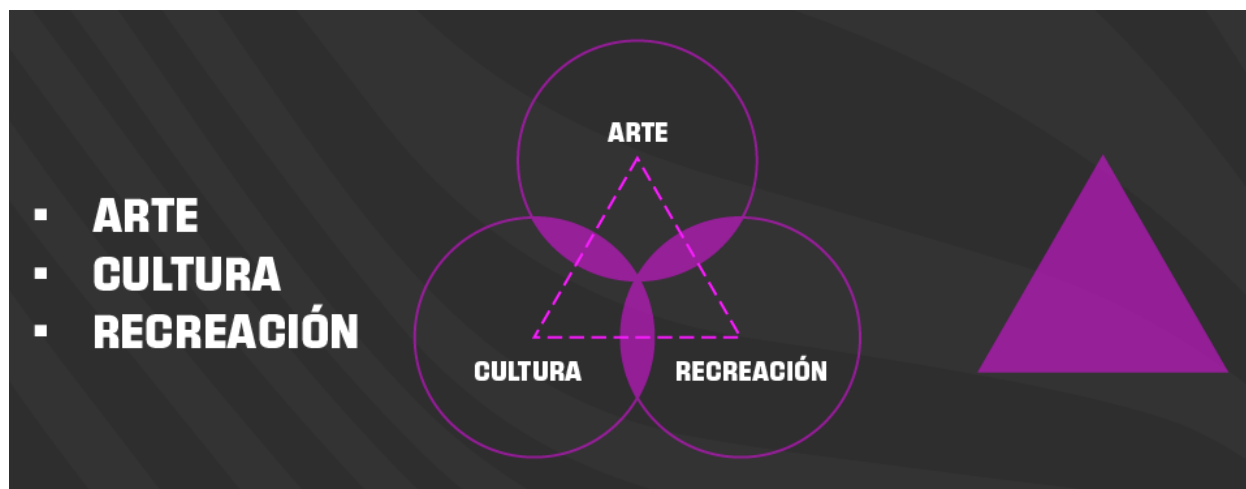 ▪ ARTE
▪ CULTURA
▪ RECREACIÓN
ARTE
CULTURA RECREACIÓN